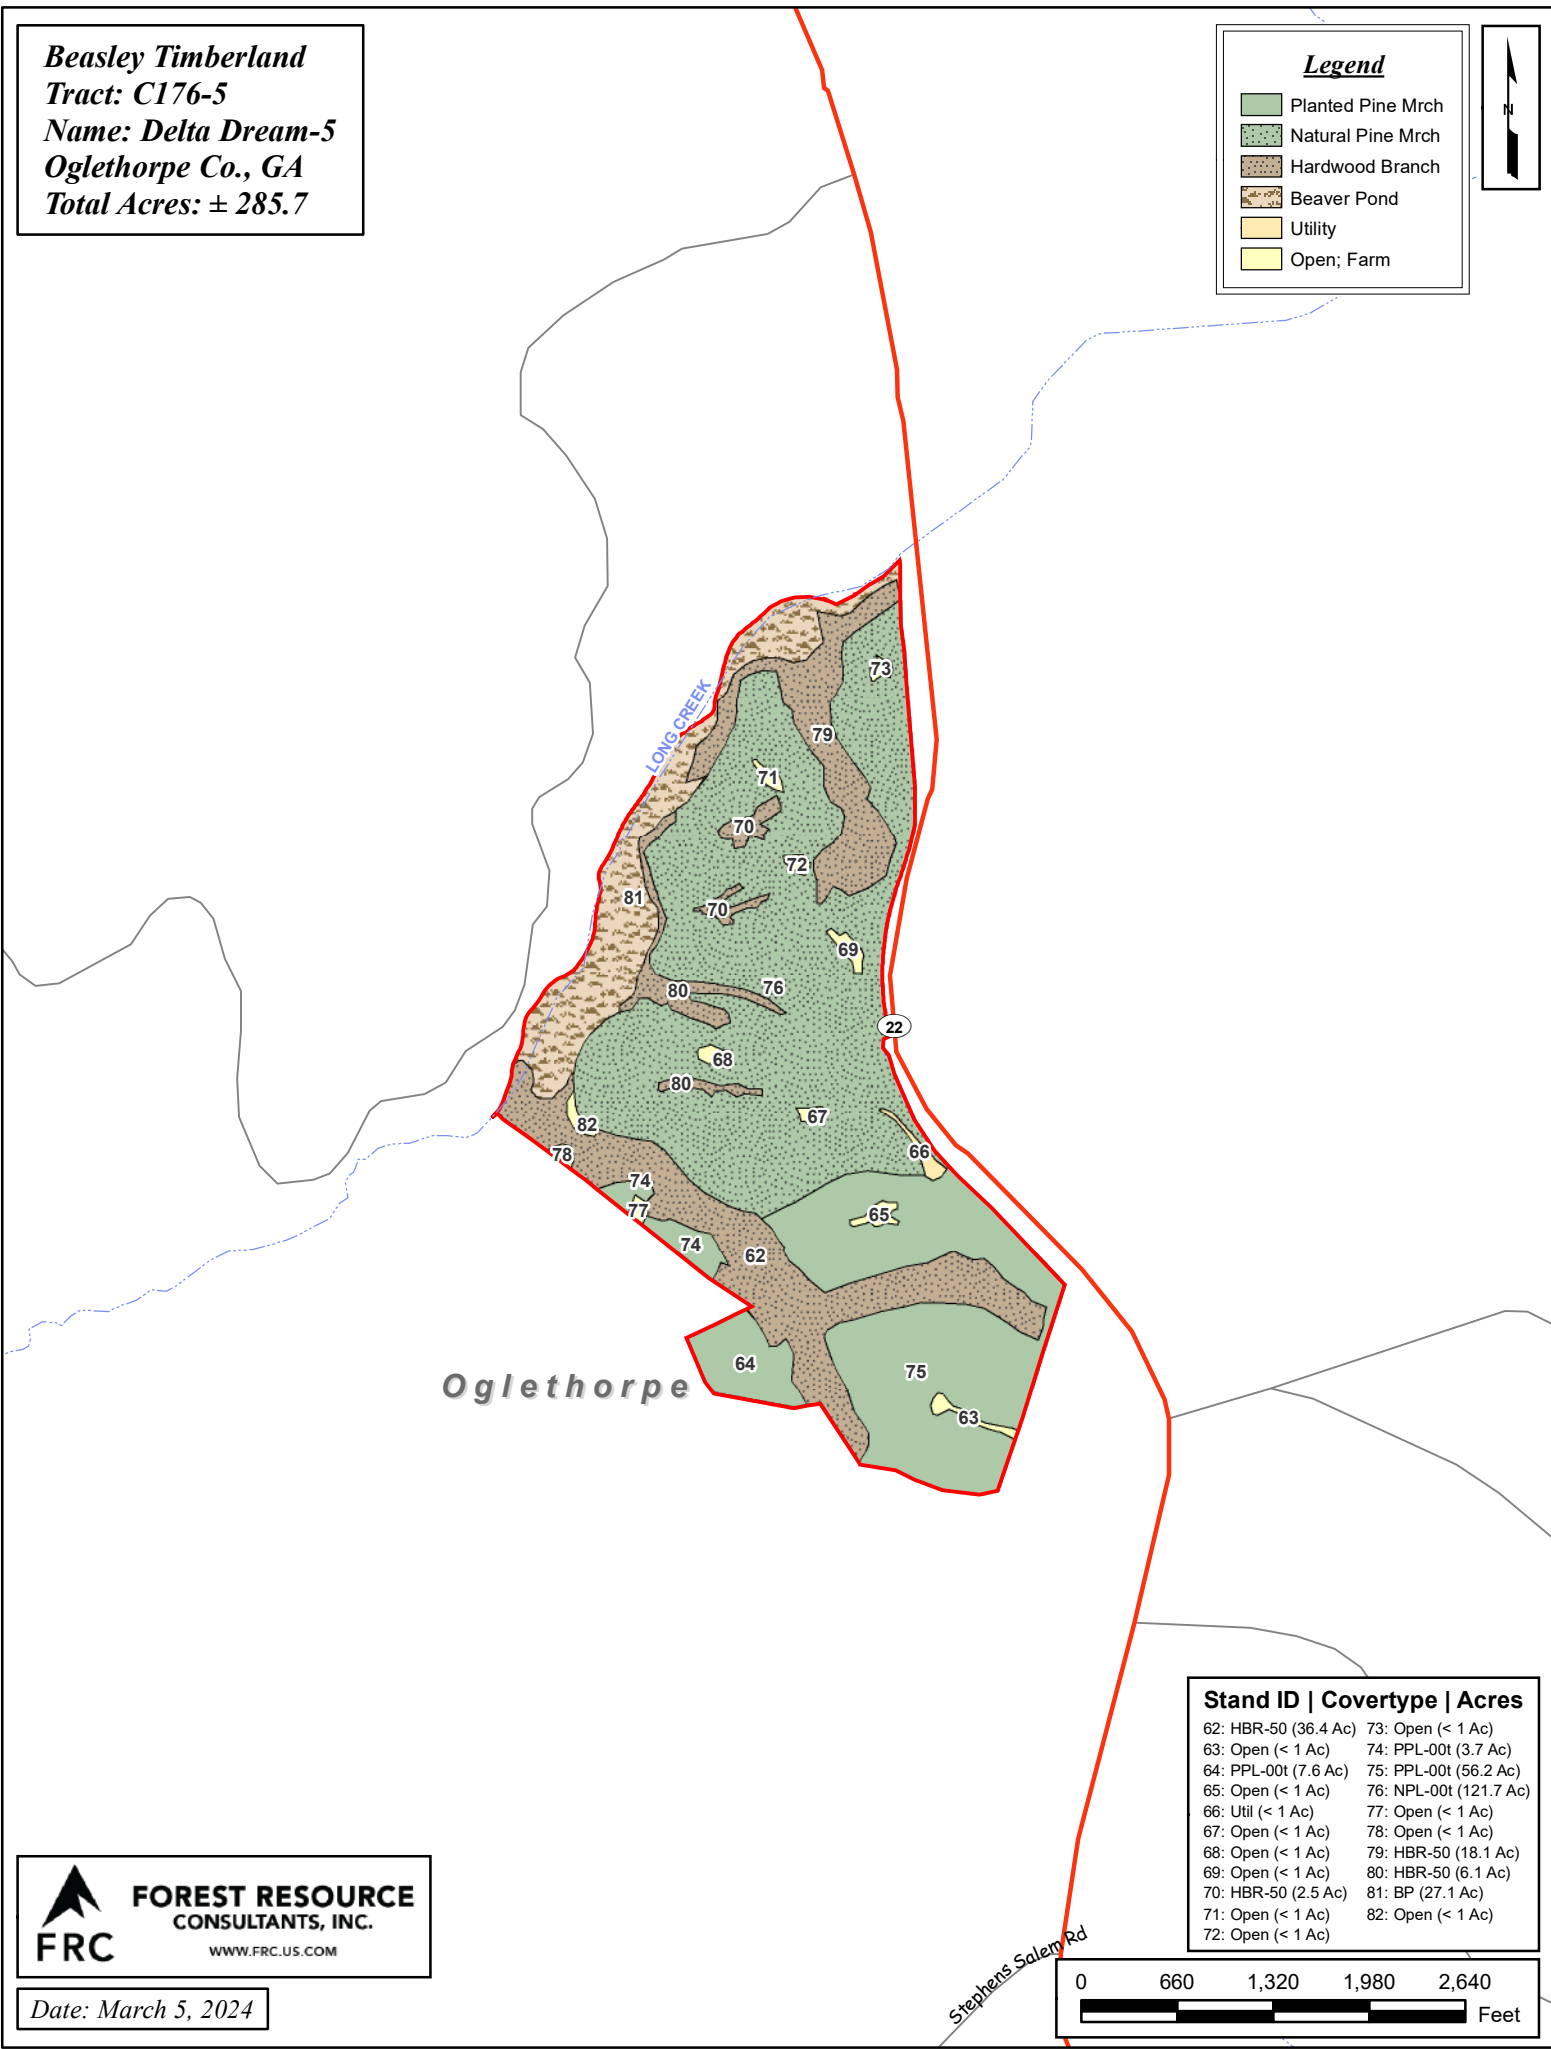 Beasley Timberland
Tract: C176-5
Name: Delta Dream-5
Oglethorpe Co., GA
Total Acres: ± 285.7
Legend
Planted Pine Mrch
Natural Pine Mrch
Hardwood Branch
Beaver Pond
Utility
Open; Farm
N
73
LONG CREEK
79
71
70
72
81
70
69
80
76
22
68
80
67
82
66
78
74
77
65
74
62
64
75
Oglethorpe
63
Stand ID | Covertype | Acres
62: HBR-50 (36.4 Ac) 73: Open (< 1 Ac)
63: Open (< 1 Ac) 74: PPL-00t (3.7 Ac)
64: PPL-00t (7.6 Ac) 75: PPL-00t (56.2 Ac)
65: Open (< 1 Ac) 76: NPL-00t (121.7 Ac)
66: Util (< 1 Ac) 77: Open (< 1 Ac)
67: Open (< 1 Ac) 78: Open (< 1 Ac)
68: Open (< 1 Ac) 79: HBR-50 (18.1 Ac)
69: Open (< 1 Ac) 80: HBR-50 (6.1 Ac)
70: HBR-50 (2.5 Ac) 81: BP (27.1 Ac)
71: Open (< 1 Ac) 82: Open (< 1 Ac)
72: Open (< 1 Ac)
FRC
FOREST RESOURCE
CONSULTANTS, INC.
WWW.FRC.US.COM
Date: March 5, 2024
Stephens Salem Rd
0 660 1,320 1,980 2,640
Feet